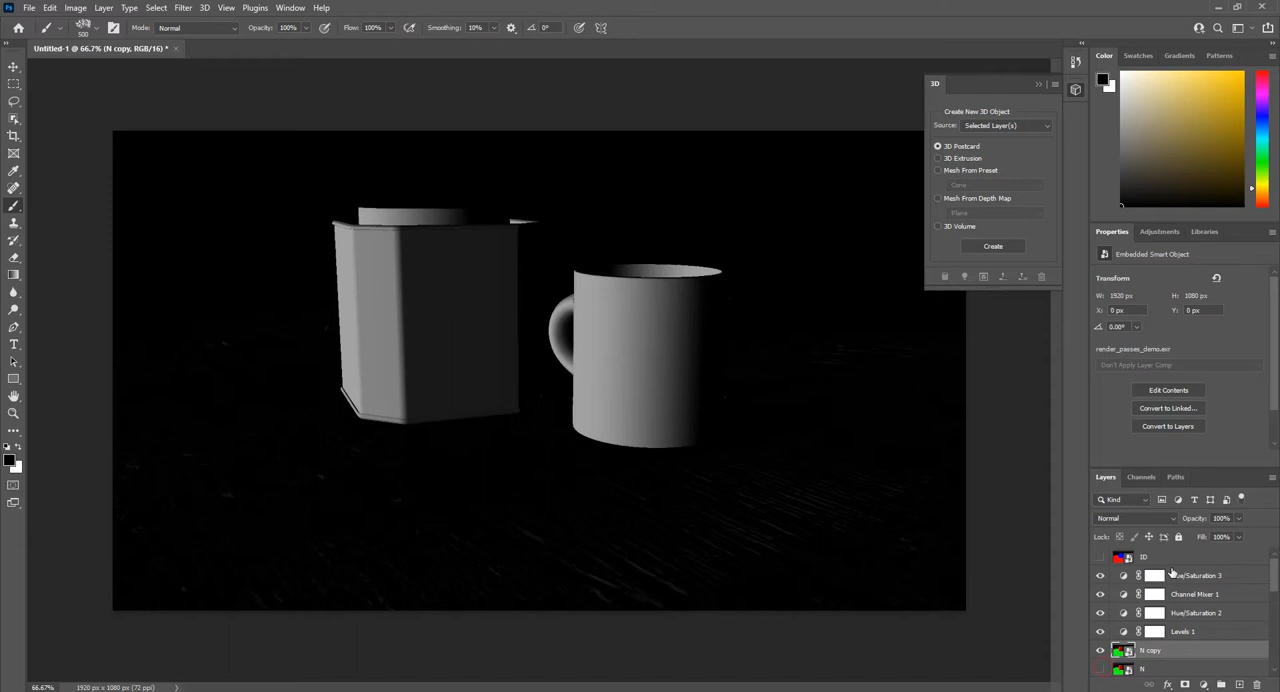 Ps File Edit Image Layer Type Select Filter 3D View Plugins Window Help
500 Mode: Normal Opacity: 100% Flow: 100% Smoothing: 10% 0°
Untitled-1 @ 66.7% (N copy, RGB/16) * ×
Color Swatches Gradients Patterns
3D
Create New 3D Object
Source: Selected Layer(s)
3D Postcard
3D Extrusion
Mesh From Preset
Cone
Mesh From Depth Map
Plane
3D Volume
Create
Properties Adjustments Libraries
Embedded Smart Object
Transform
W: 1920 px H: 1080 px
X: 0 px Y: 0 px
0.00°
render_passes_demo.exr
Don't Apply Layer Comp
Edit Contents
Convert to Linked...
Convert to Layers
Layers Channels Paths
Kind
Normal Opacity: 100%
Lock: Fill: 100%
ID
Hue/Saturation 3
Channel Mixer 1
Hue/Saturation 2
Levels 1
N copy
N
fx
66.67% 1920 px x 1080 px (72 ppi)